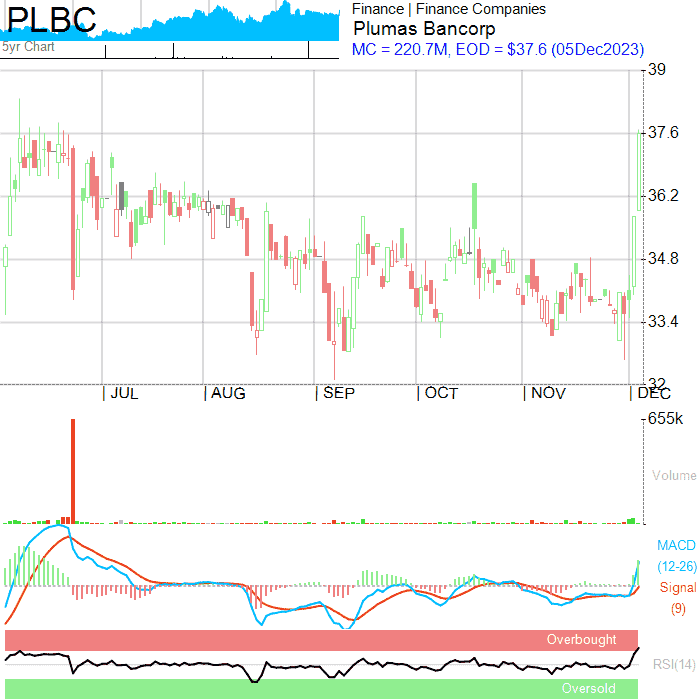 PLBC
5yr Chart
Finance | Finance Companies
Plumas Bancorp
MC = 220.7M, EOD = $37.6 (05Dec2023)
39
37.6
36.2
34.8
33.4
32
| JUL | AUG | SEP | OCT | NOV | DEC
655k
Volume
MACD
(12-26)
Signal
(9)
Overbought
RSI(14)
Oversold